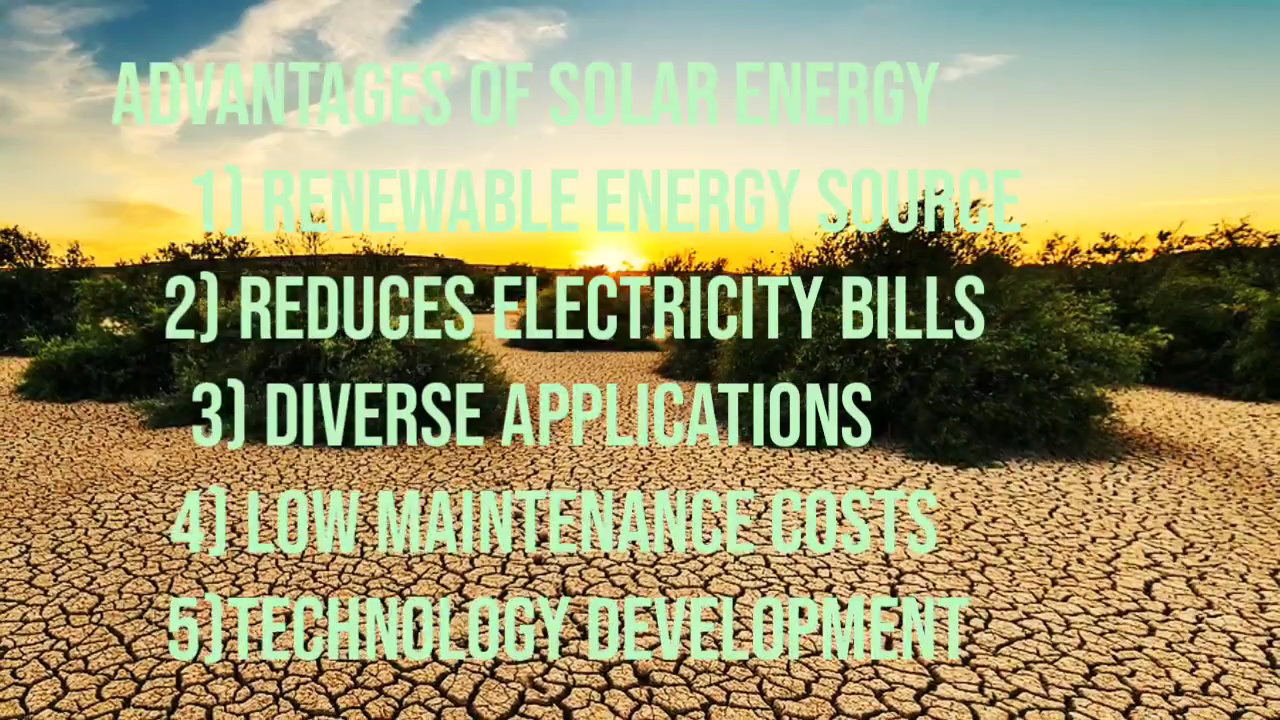 ADVANTAGES OF SOLAR ENERGY
1) RENEWABLE ENERGY SOURCE
2) REDUCES ELECTRICITY BILLS
3) DIVERSE APPLICATIONS
4) LOW MAINTENANCE COSTS
5)TECHNOLOGY DEVELOPMENT